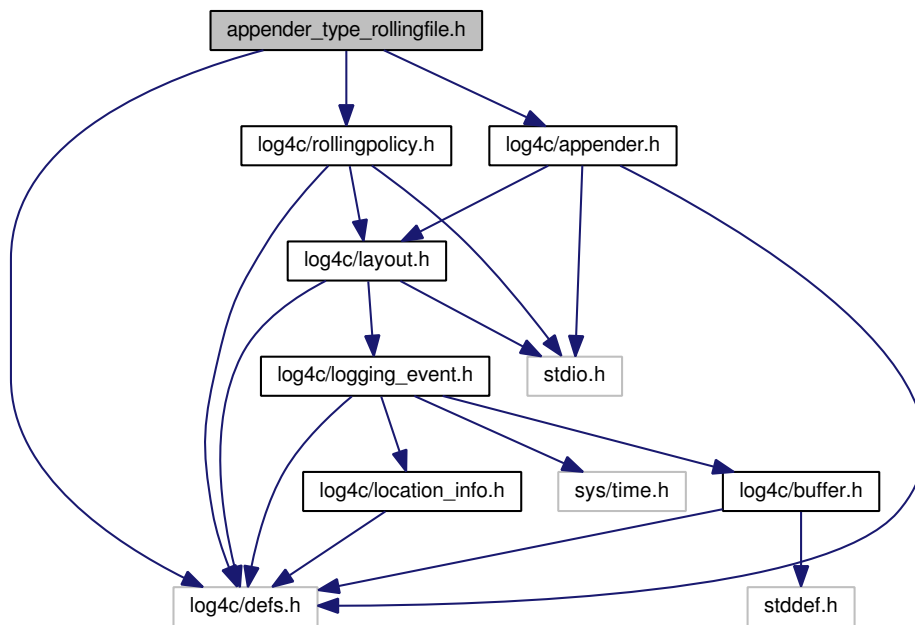 appender_type_rollingfile.h
log4c/rollingpolicy.h
log4c/appender.h
log4c/layout.h
log4c/logging_event.h
stdio.h
log4c/location_info.h
sys/time.h
log4c/buffer.h
log4c/defs.h
stddef.h